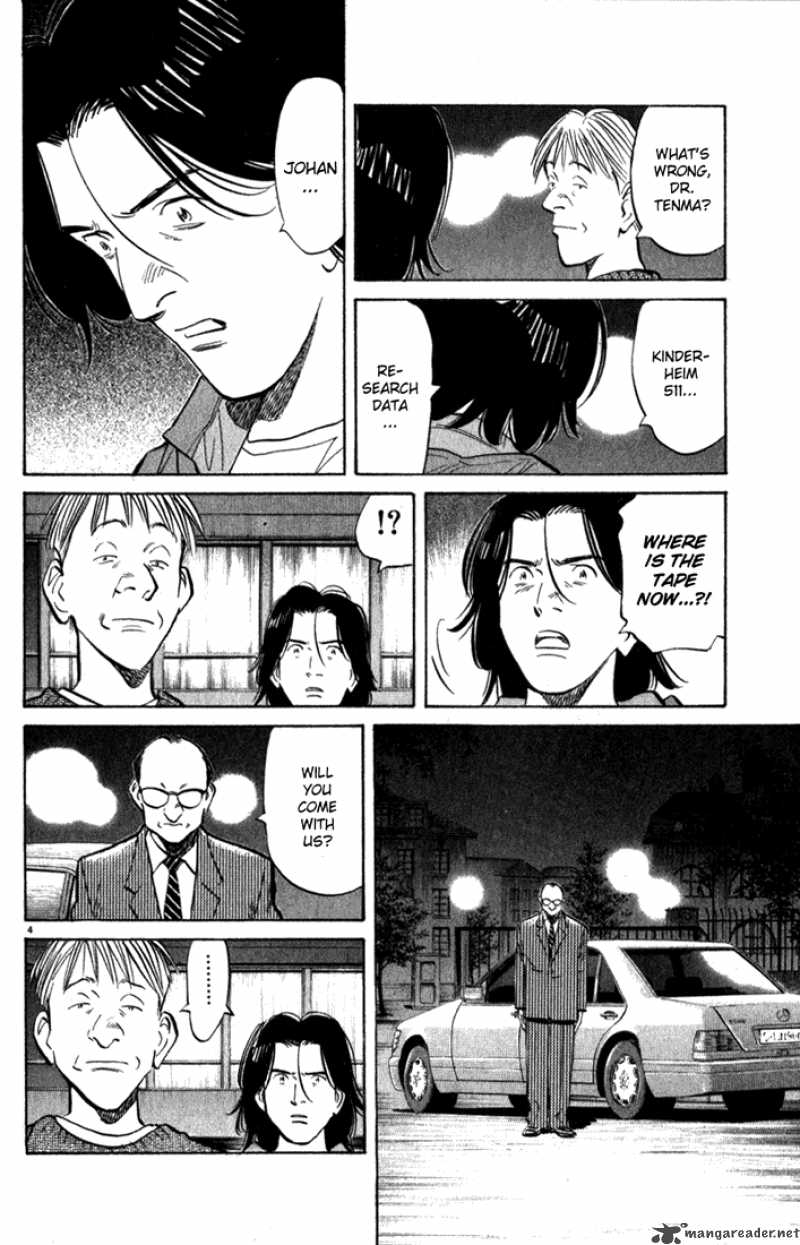 JOHAN
...
WHAT'S
WRONG,
DR.
TENMA?
RE-
SEARCH
DATA
...
KINDER-
HEIM
511...
!?
WHERE
IS THE
TAPE
NOW...?!
WILL
YOU
COME
WITH
US?
4
........
mangareader.net